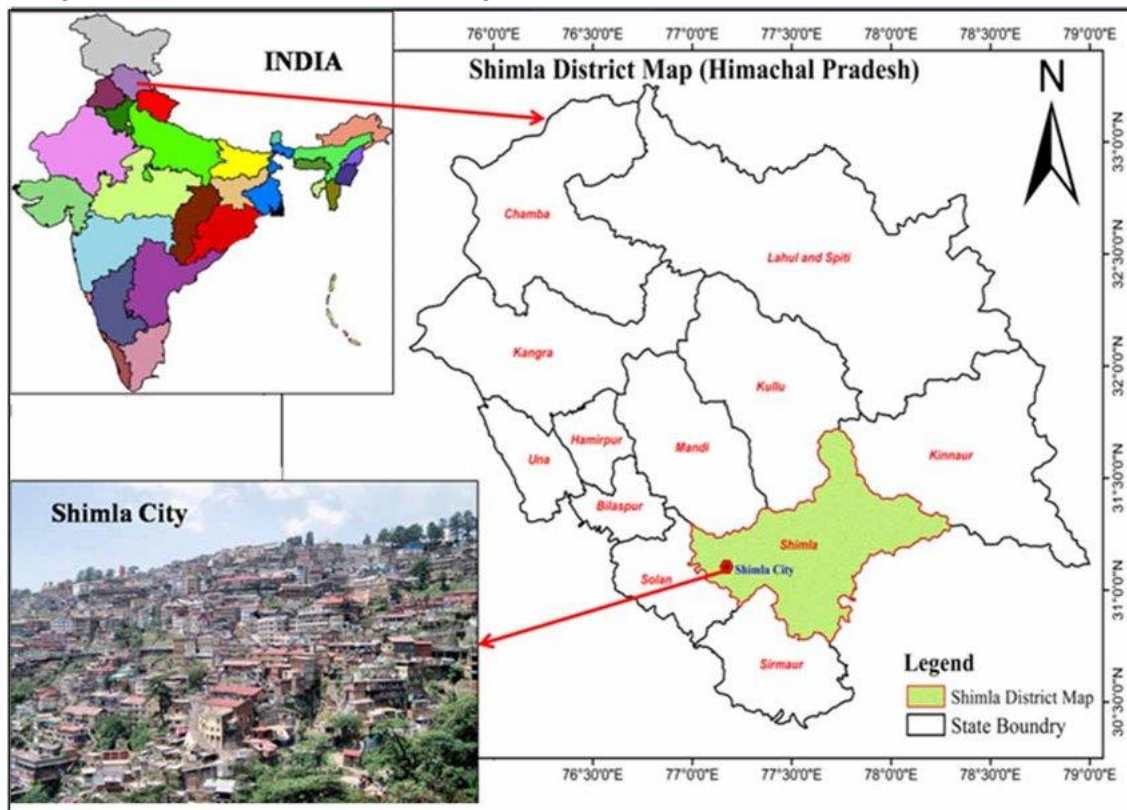 76°0'0"E 76°30'0"E 77°0'0"E 77°30'0"E 78°0'0"E 78°30'0"E 79°0'0"E
INDIA
Shimla District Map (Himachal Pradesh)
N
33°0'0"N
Chamba
32°30'0"N
Lahul and Spiti
Kangra
32°0'0"N
Kullu
Hamirpur
Mandi
Una
Kinnaur
31°30'0"N
Bilaspur
Shimla City
Shimla
Solan
Shimla City
31°0'0"N
Sirmaur
Legend
Shimla District Map
State Boundry
30°30'0"N
76°0'0"E 76°30'0"E 77°0'0"E 77°30'0"E 78°0'0"E 78°30'0"E 79°0'0"E